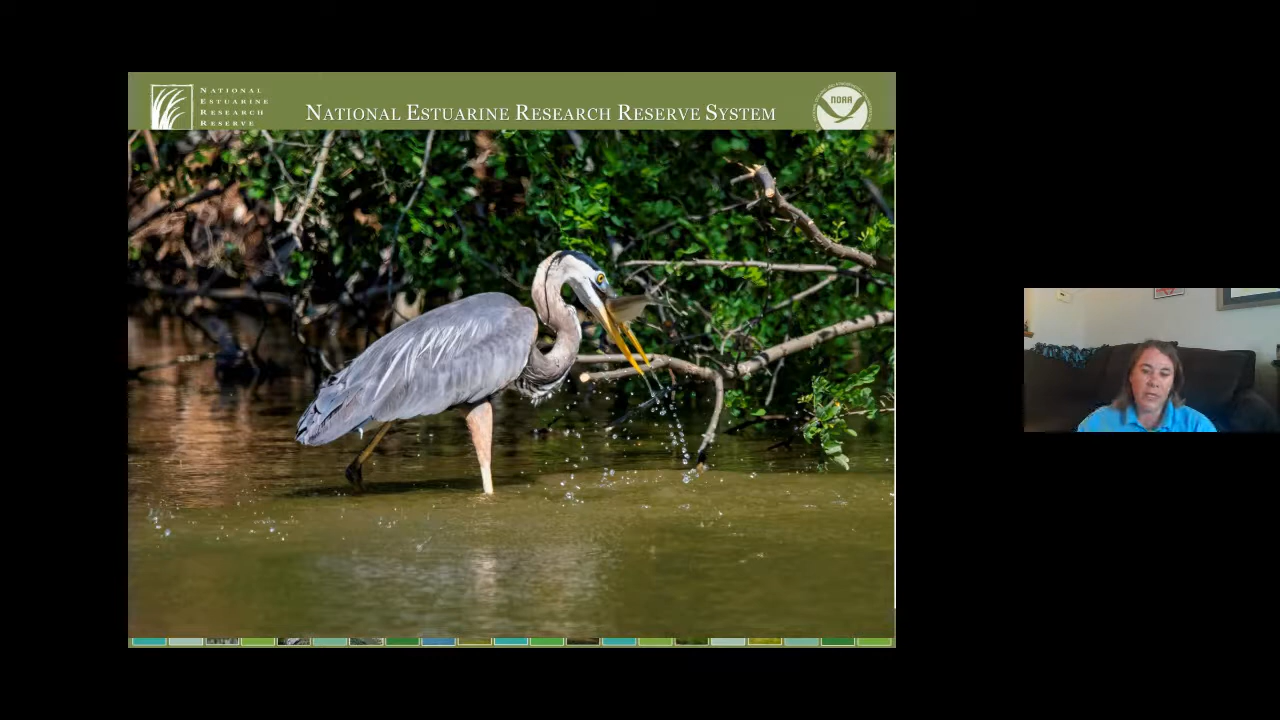 NATIONAL
ESTUARINE
RESEARCH
RESERVE
NATIONAL ESTUARINE RESEARCH RESERVE SYSTEM
NOAA